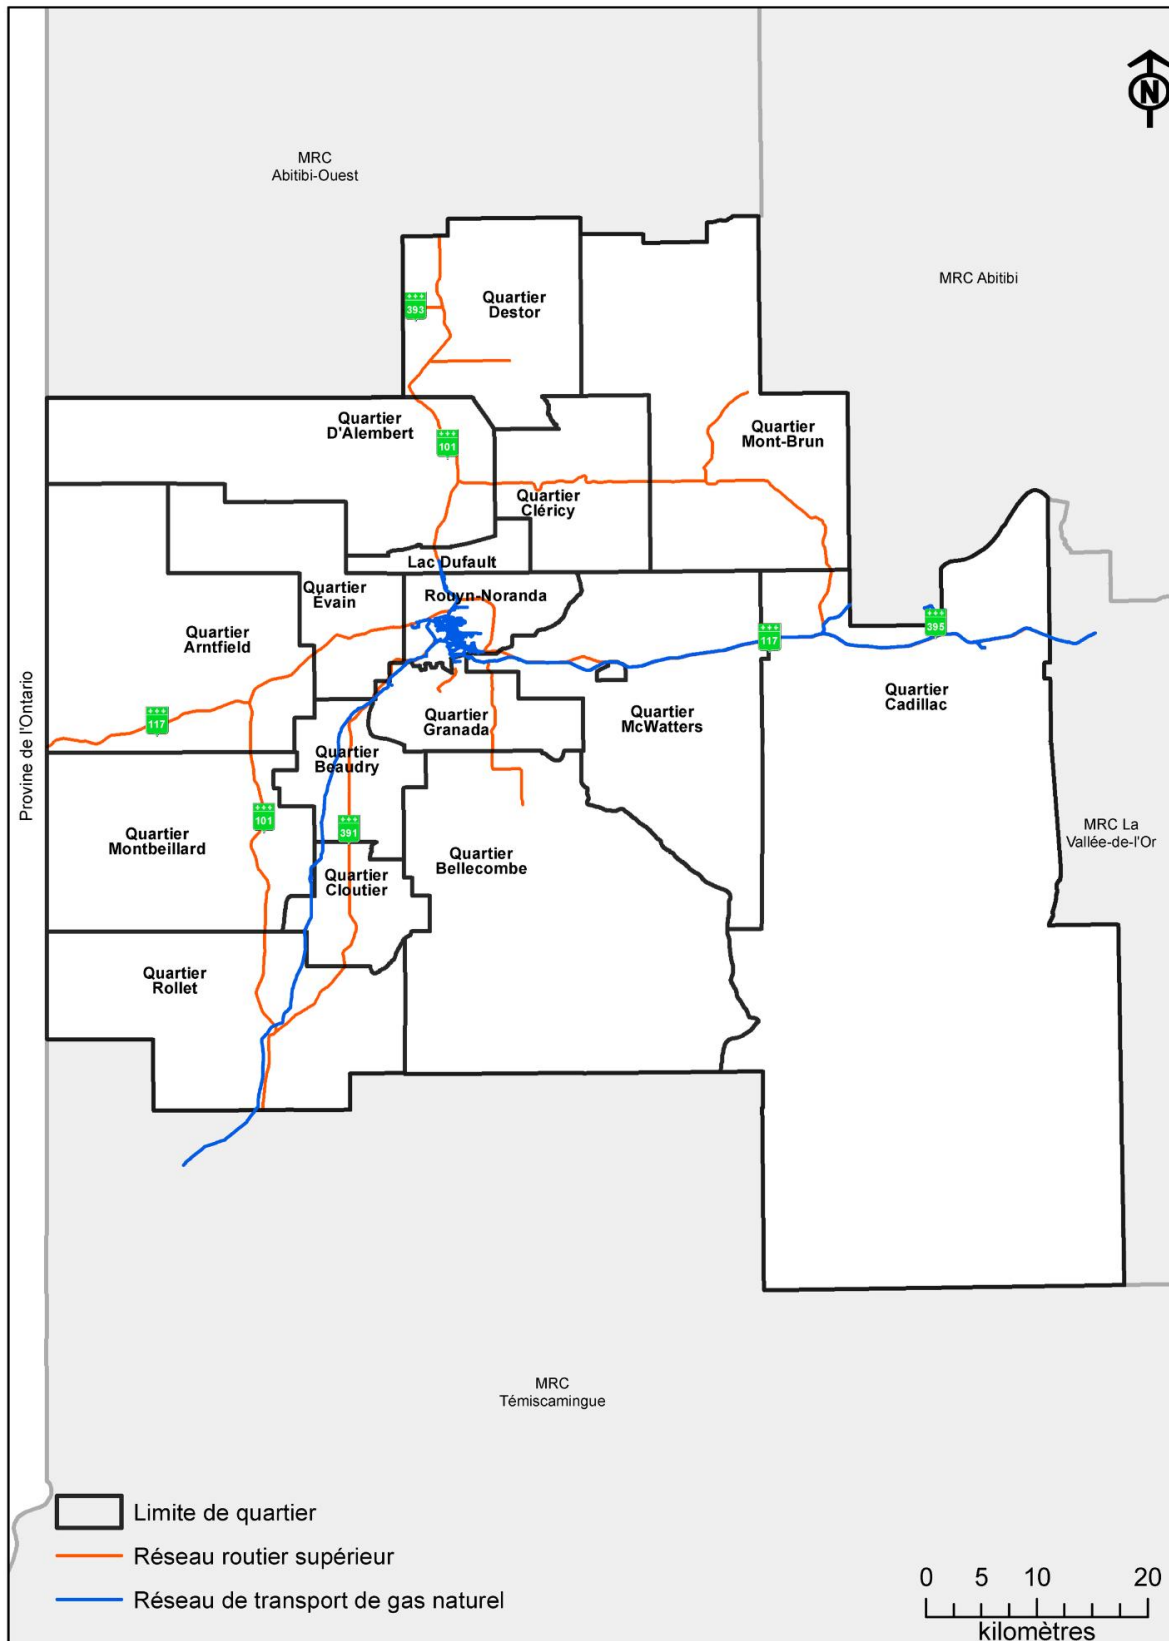 N
MRC
Abitibi-Ouest
MRC Abitibi
393
Quartier
Destor
Quartier
D'Alembert
101
Quartier
Mont-Brun
Quartier
Cléricy
Lac Dufault
Quartier
Évain
Rouyn-Noranda
Quartier
Arntfield
117
395
Quartier
Cadillac
117
Quartier
Granada
Quartier
McWatters
Quartier
Beaudry
Provine de l'Ontario
101
391
Quartier
Montbeillard
MRC La
Vallée-de-l'Or
Quartier
Bellecombe
Quartier
Cloutier
Quartier
Rollet
MRC
Témiscamingue
Limite de quartier
Réseau routier supérieur
Réseau de transport de gas naturel
0 5 10 20
kilomètres